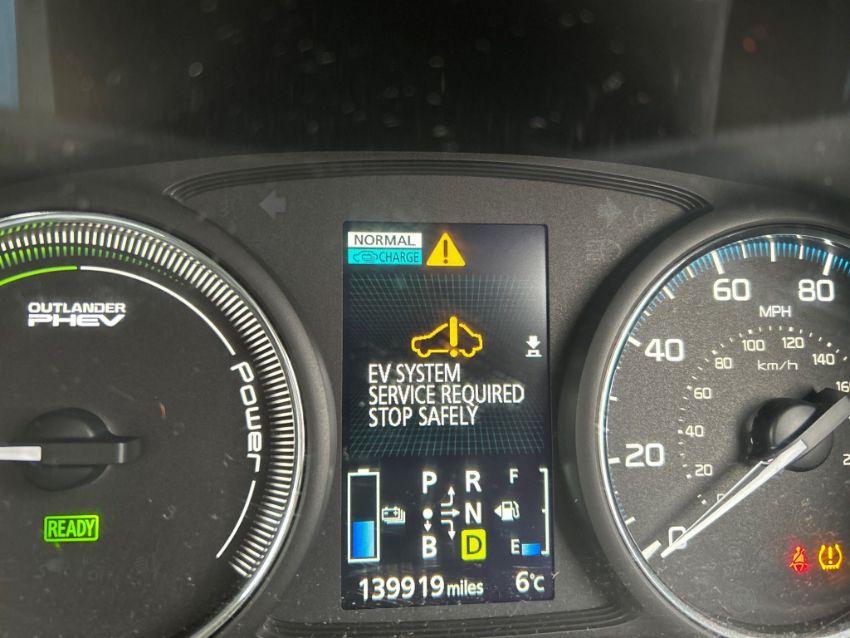 NORMAL
CHARGE
OUTLANDER
PHEV
Power
READY
EV SYSTEM
SERVICE REQUIRED
STOP SAFELY
P R
N
B D
F
E
139919 miles 6°C
60 80
MPH
40
20
0
80 100 120 140
km/h
60
40
20